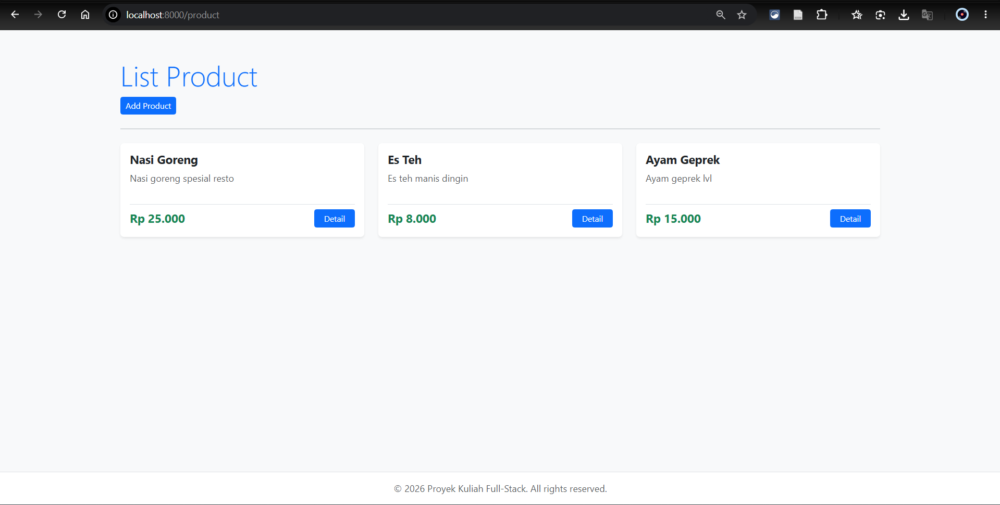 localhost:8000/product
List Product
Add Product
Nasi Goreng
Nasi goreng spesial resto
Rp 25.000
Detail
Es Teh
Es teh manis dingin
Rp 8.000
Detail
Ayam Geprek
Ayam geprek lvl
Rp 15.000
Detail
© 2026 Proyek Kuliah Full-Stack. All rights reserved.